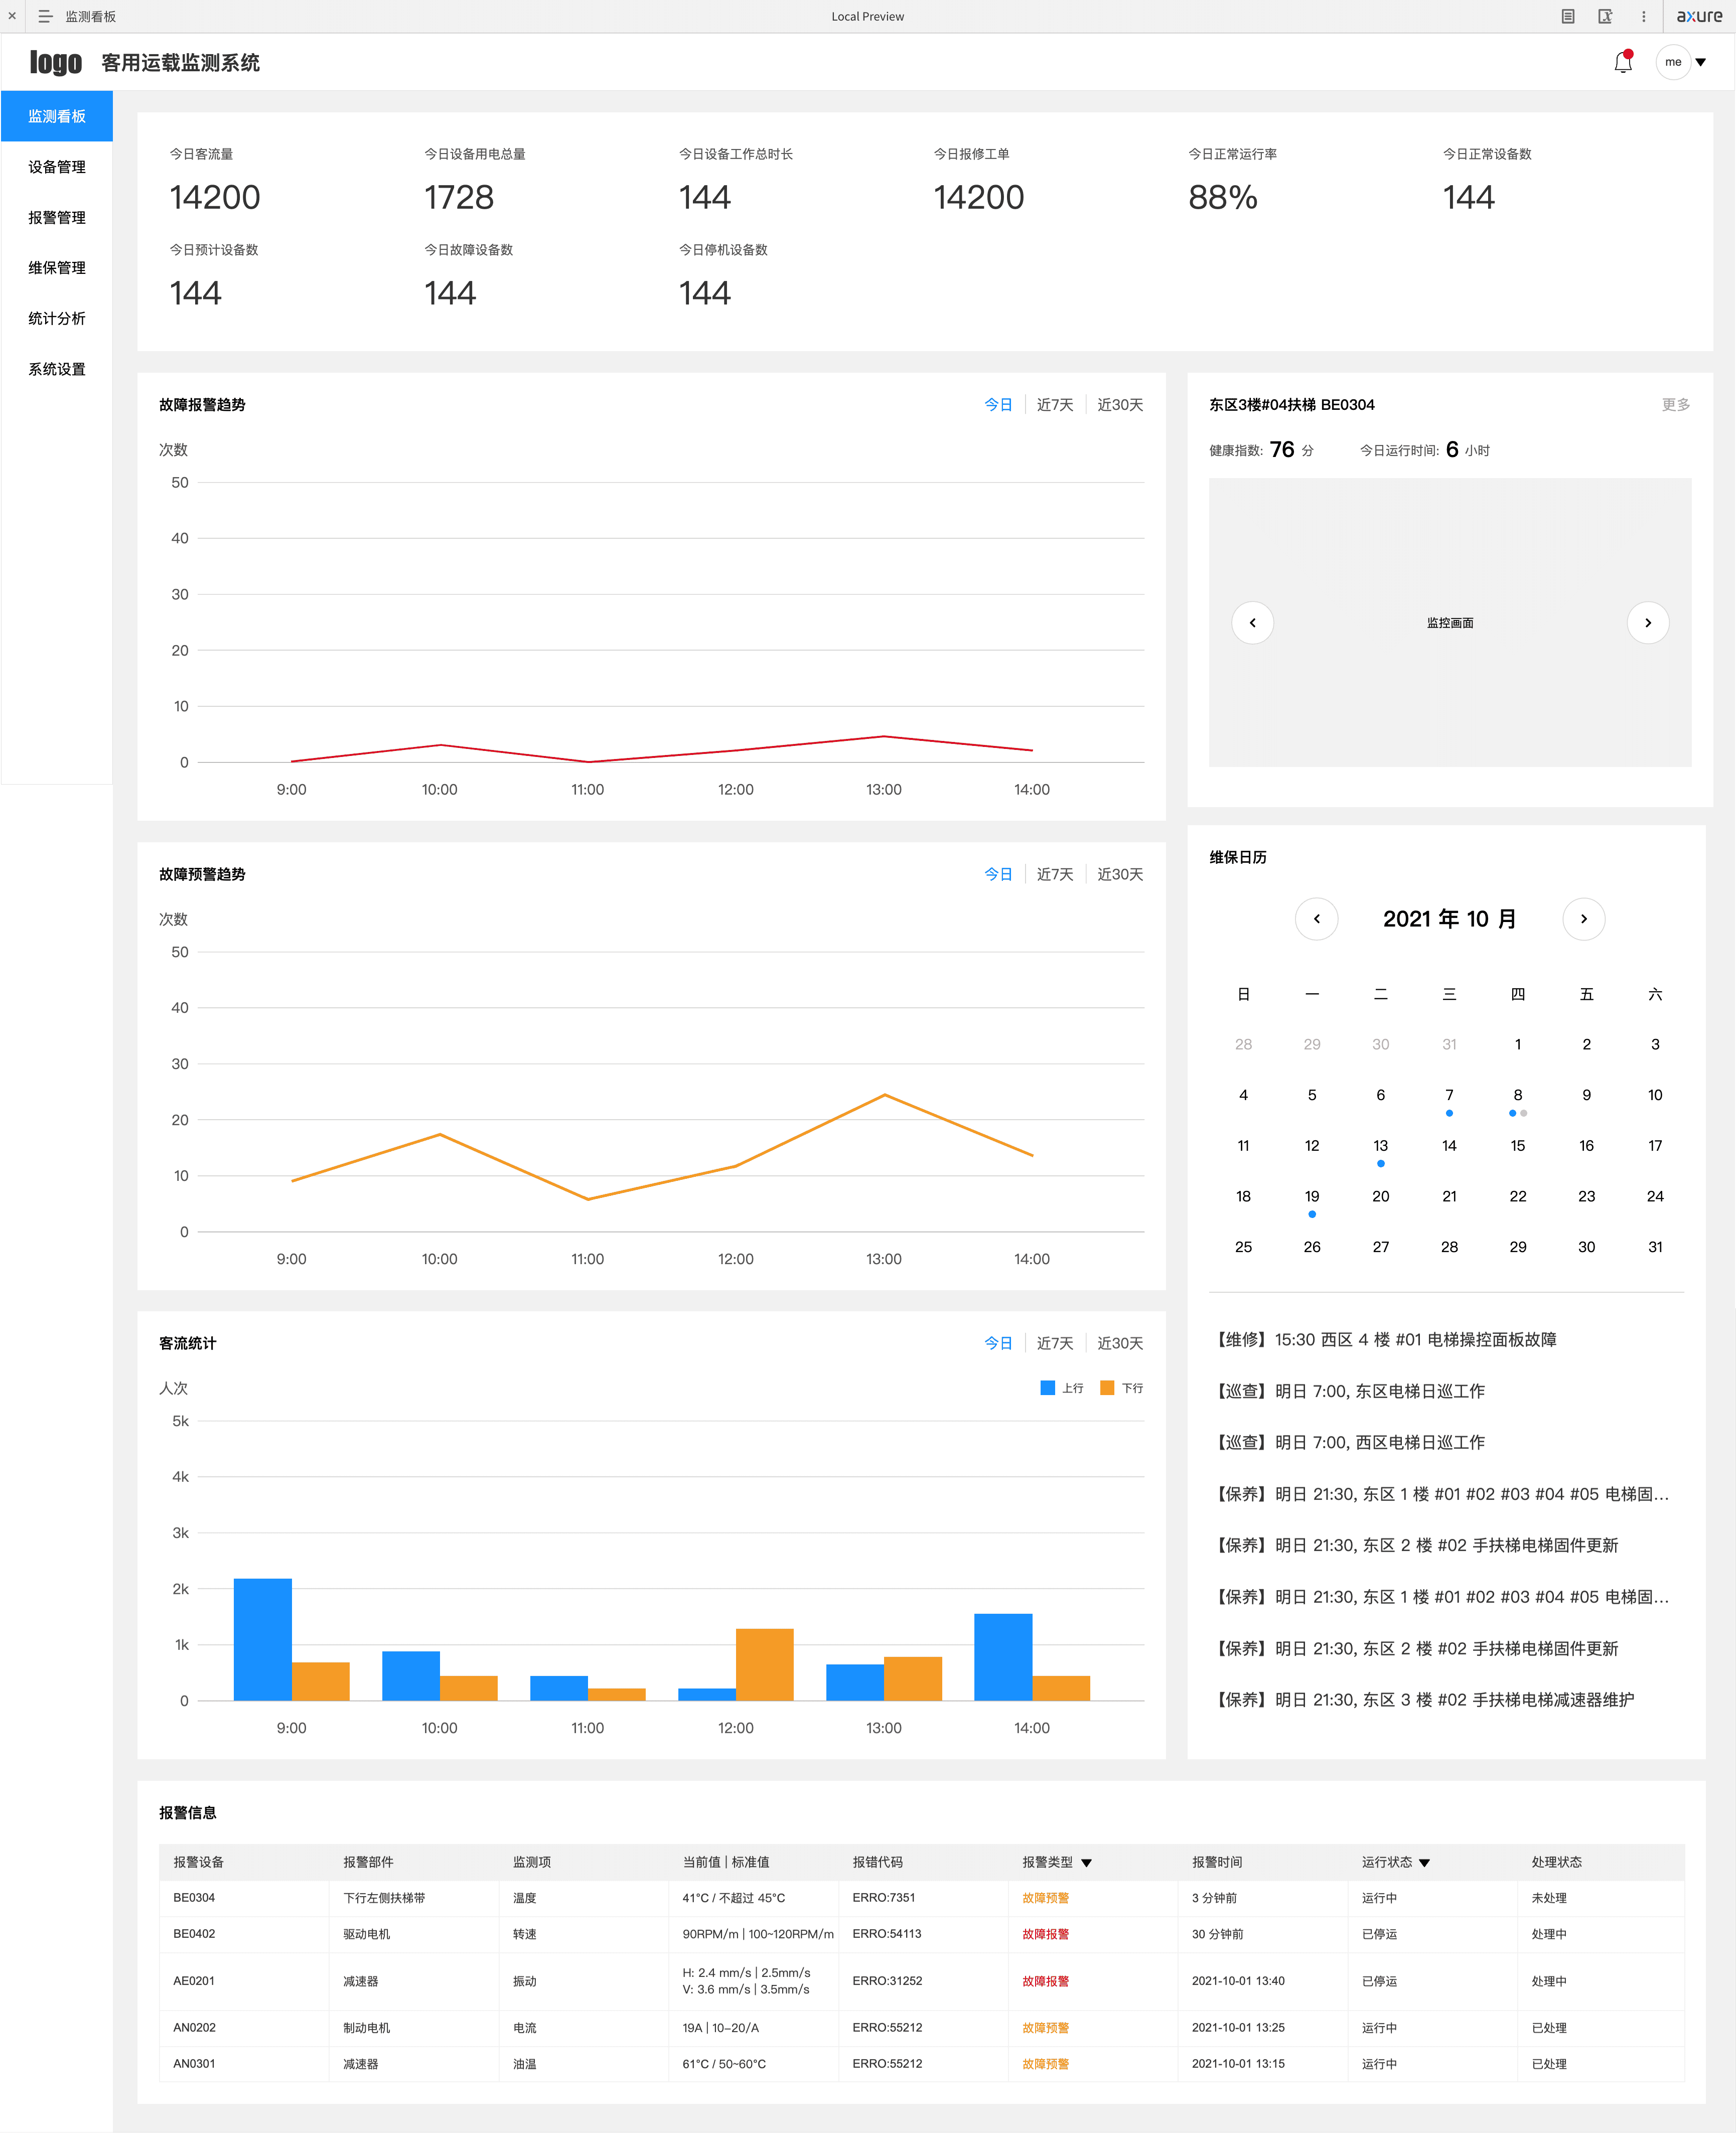 监测看板
Local Preview
axure
logo 客用运载监测系统
me
监测看板
设备管理
报警管理
维保管理
统计分析
系统设置
今日客流量 今日设备用电总量 今日设备工作总时长 今日报修工单 今日正常运行率 今日正常设备数
14200 1728 144 14200 88% 144
今日预计设备数 今日故障设备数 今日停机设备数
144 144 144
故障报警趋势 今日 近7天 近30天
次数
50
40
30
20
10
0
9:00 10:00 11:00 12:00 13:00 14:00
东区3楼#04扶梯 BE0304 更多
健康指数: 76 分 今日运行时间: 6 小时
监控画面
故障预警趋势 今日 近7天 近30天
次数
50
40
30
20
10
0
9:00 10:00 11:00 12:00 13:00 14:00
客流统计 今日 近7天 近30天
人次 上行 下行
5k
4k
3k
2k
1k
0
9:00 10:00 11:00 12:00 13:00 14:00
维保日历
2021 年 10 月
日 一 二 三 四 五 六
28 29 30 31 1 2 3
4 5 6 7 8 9 10
11 12 13 14 15 16 17
18 19 20 21 22 23 24
25 26 27 28 29 30 31
【维修】15:30 西区 4 楼 #01 电梯操控面板故障
【巡查】明日 7:00, 东区电梯日巡工作
【巡查】明日 7:00, 西区电梯日巡工作
【保养】明日 21:30, 东区 1 楼 #01 #02 #03 #04 #05 电梯固…
【保养】明日 21:30, 东区 2 楼 #02 手扶梯电梯固件更新
【保养】明日 21:30, 东区 1 楼 #01 #02 #03 #04 #05 电梯固…
【保养】明日 21:30, 东区 2 楼 #02 手扶梯电梯固件更新
【保养】明日 21:30, 东区 3 楼 #02 手扶梯电梯减速器维护
报警信息
报警设备 报警部件 监测项 当前值 | 标准值 报错代码 报警类型 报警时间 运行状态 处理状态
BE0304 下行左侧扶梯带 温度 41°C / 不超过 45°C ERRO:7351 故障预警 3 分钟前 运行中 未处理
BE0402 驱动电机 转速 90RPM/m | 100~120RPM/m ERRO:54113 故障报警 30 分钟前 已停运 处理中
AE0201 减速器 振动 H: 2.4 mm/s | 2.5mm/s
V: 3.6 mm/s | 3.5mm/s ERRO:31252 故障报警 2021-10-01 13:40 已停运 处理中
AN0202 制动电机 电流 19A | 10-20/A ERRO:55212 故障预警 2021-10-01 13:25 运行中 已处理
AN0301 减速器 油温 61°C / 50~60°C ERRO:55212 故障预警 2021-10-01 13:15 运行中 已处理